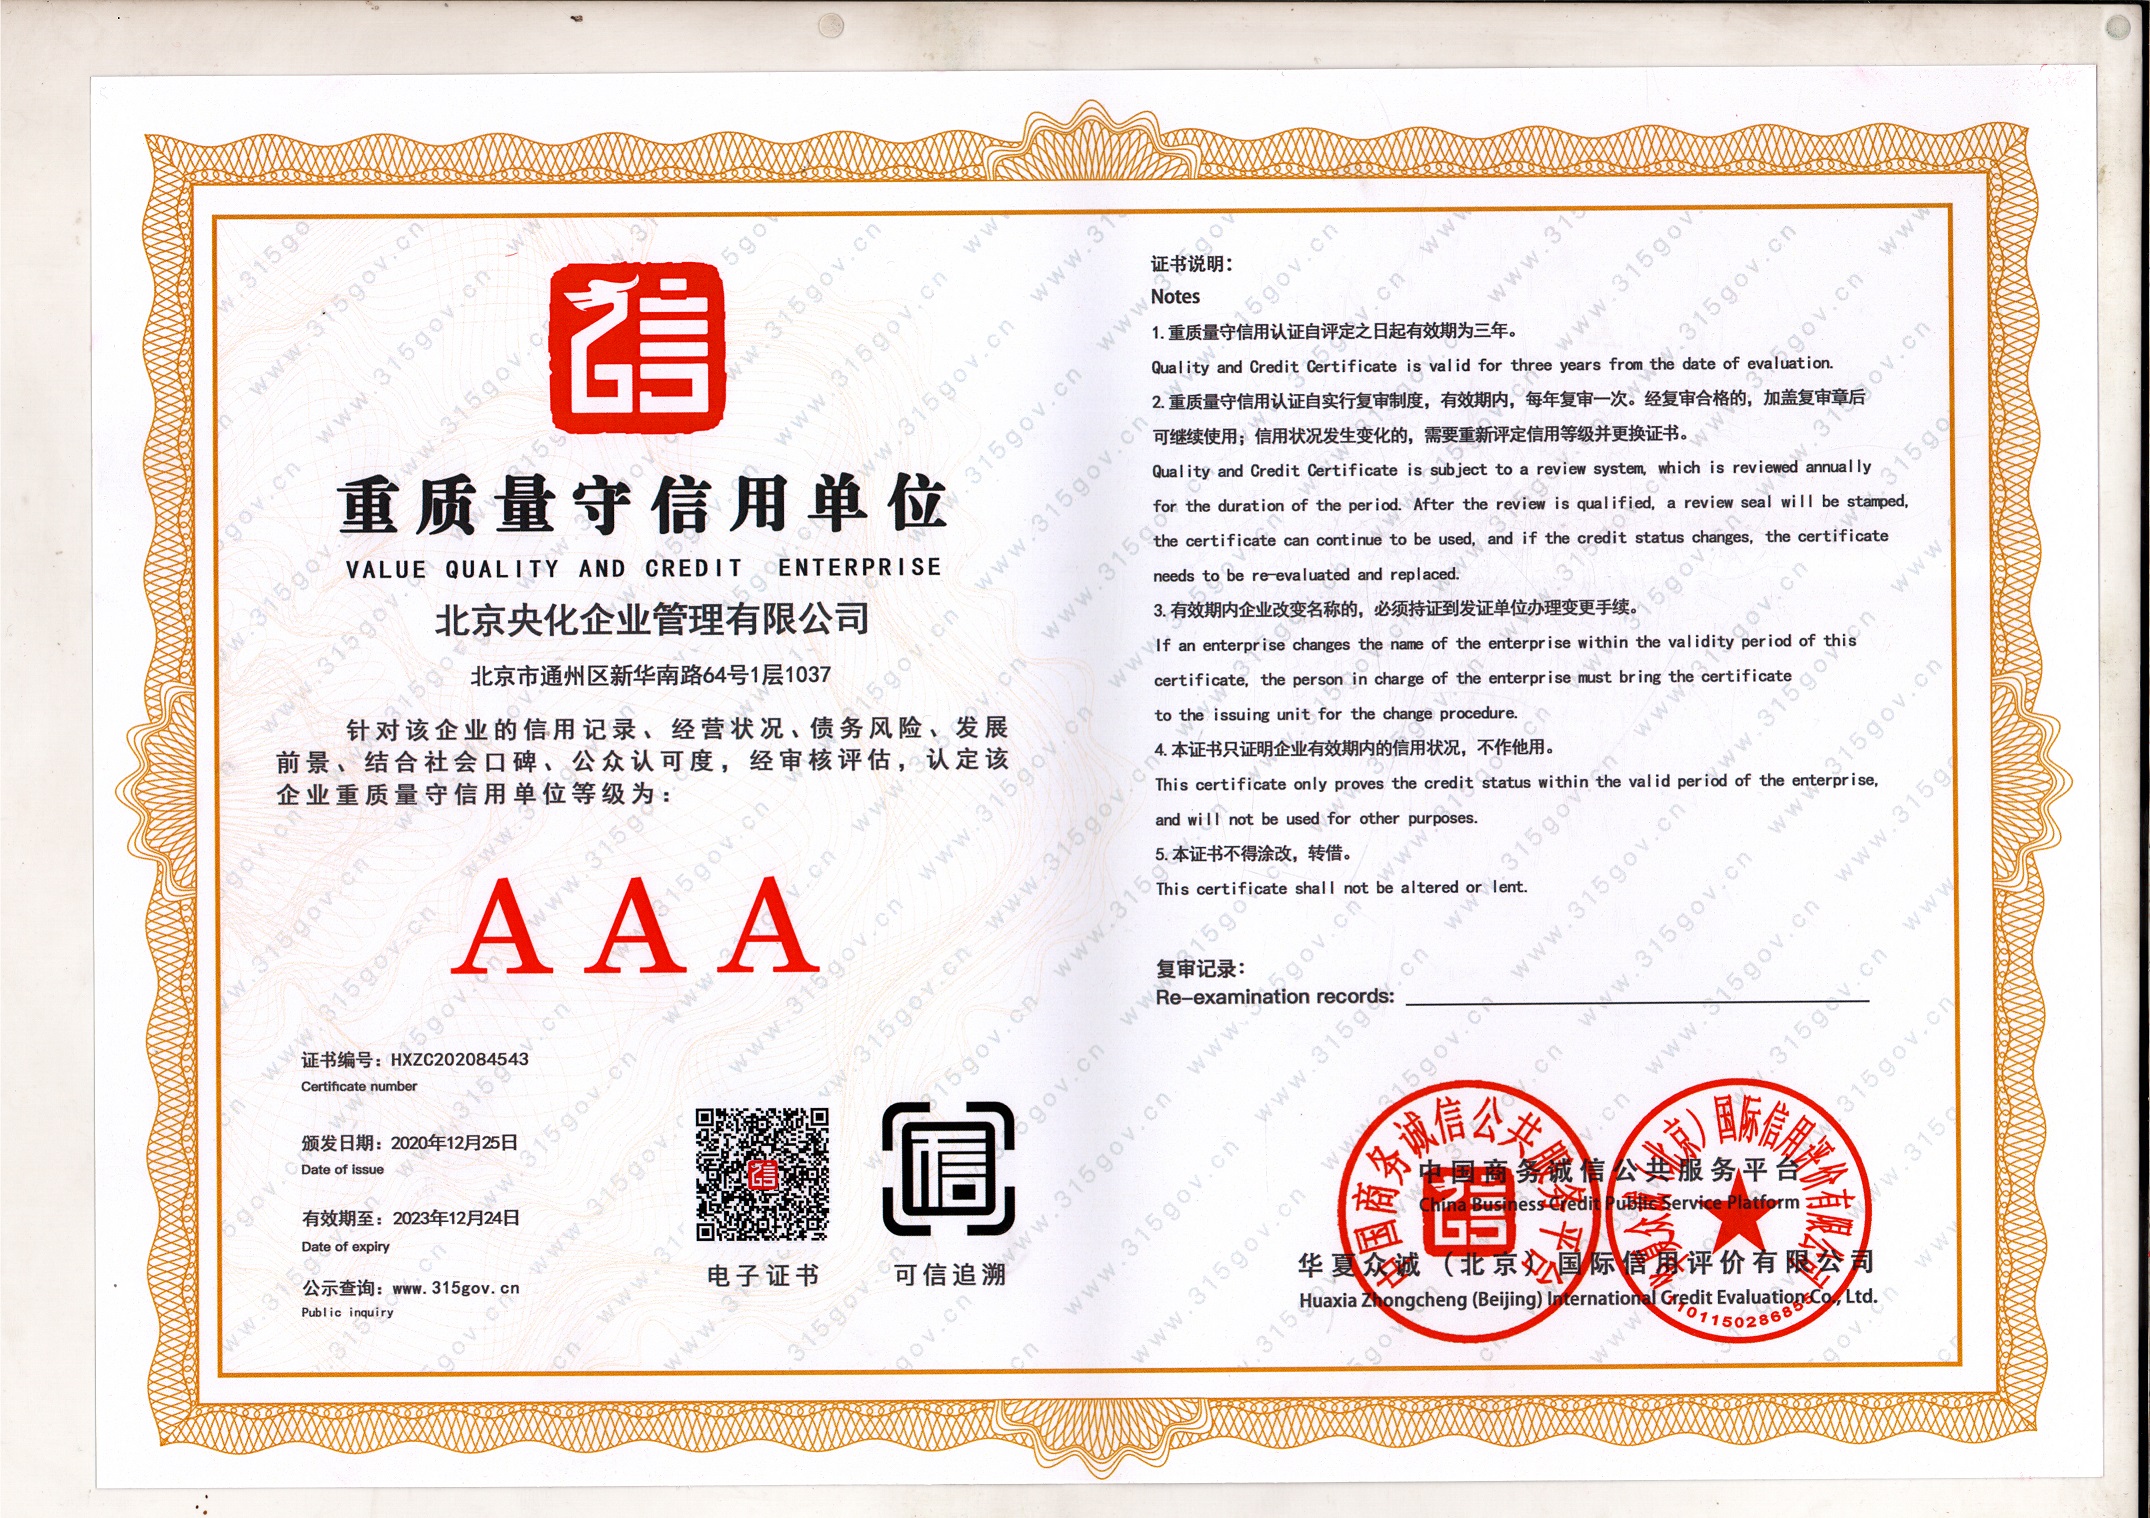 信
重质量守信用单位
VALUE QUALITY AND CREDIT ENTERPRISE
北京央化企业管理有限公司
北京市通州区新华南路64号1层1037
针对该企业的信用记录、经营状况、债务风险、发展
前景、结合社会口碑、公众认可度，经审核评估，认定该
企业重质量守信用单位等级为：
AAA
证书编号：HXZC202084543
Certificate number
颁发日期：2020年12月25日
Date of issue
有效期至：2023年12月24日
Date of expiry
公示查询：www.315gov.cn
Public inquiry
信
电子证书
信
可信追溯
证书说明：
Notes
1.重质量守信用认证自评定之日起有效期为三年。
Quality and Credit Certificate is valid for three years from the date of evaluation.
2.重质量守信用认证自实行复审制度，有效期内，每年复审一次。经复审合格的，加盖复审章后
可继续使用；信用状况发生变化的，需要重新评定信用等级并更换证书。
Quality and Credit Certificate is subject to a review system, which is reviewed annually
for the duration of the period. After the review is qualified, a review seal will be stamped,
the certificate can continue to be used, and if the credit status changes, the certificate
needs to be re-evaluated and replaced.
3.有效期内企业改变名称的，必须持证到发证单位办理变更手续。
If an enterprise changes the name of the enterprise within the validity period of this
certificate, the person in charge of the enterprise must bring the certificate
to the issuing unit for the change procedure.
4.本证书只证明企业有效期内的信用状况，不作他用。
This certificate only proves the credit status within the valid period of the enterprise,
and will not be used for other purposes.
5.本证书不得涂改，转借。
This certificate shall not be altered or lent.
复审记录：
Re-examination records:
中国商务诚信公共服务平台
China Business Credit Public Service Platform
华夏众诚（北京）国际信用评价有限公司
Huaxia Zhongcheng (Beijing) International Credit Evaluation Co., Ltd.
中国商务诚信公共服务平台
信
华夏众诚（北京）国际信用评价有限公司
1101150286855
www.315gov.cn